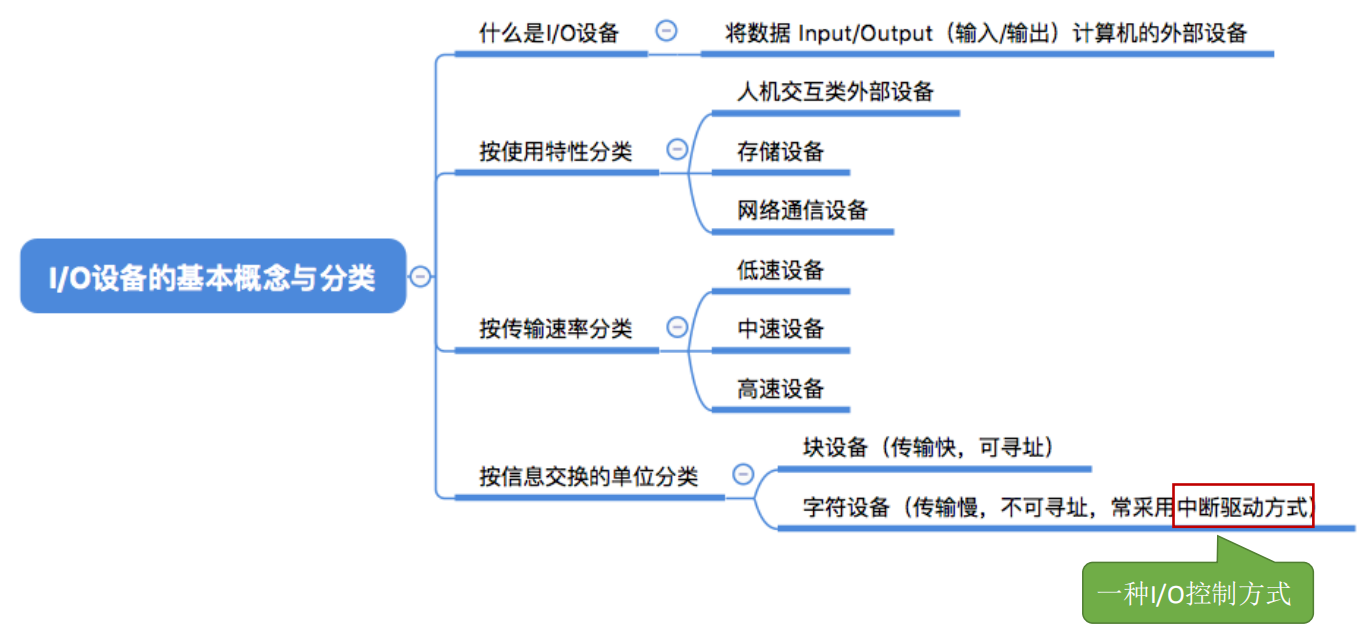 I/O设备的基本概念与分类
什么是I/O设备
将数据 Input/Output（输入/输出）计算机的外部设备
按使用特性分类
人机交互类外部设备
存储设备
网络通信设备
按传输速率分类
低速设备
中速设备
高速设备
按信息交换的单位分类
块设备（传输快，可寻址）
字符设备（传输慢，不可寻址，常采用中断驱动方式）
一种I/O控制方式